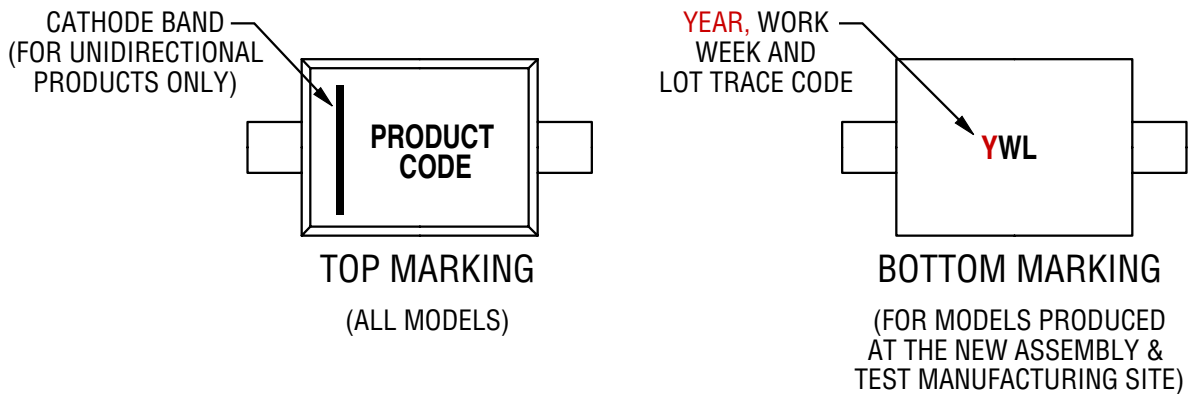 CATHODE BAND
(FOR UNIDIRECTIONAL
PRODUCTS ONLY)
PRODUCT
CODE
TOP MARKING
(ALL MODELS)
YEAR, WORK
WEEK AND
LOT TRACE CODE
YWL
BOTTOM MARKING
(FOR MODELS PRODUCED
AT THE NEW ASSEMBLY &
TEST MANUFACTURING SITE)